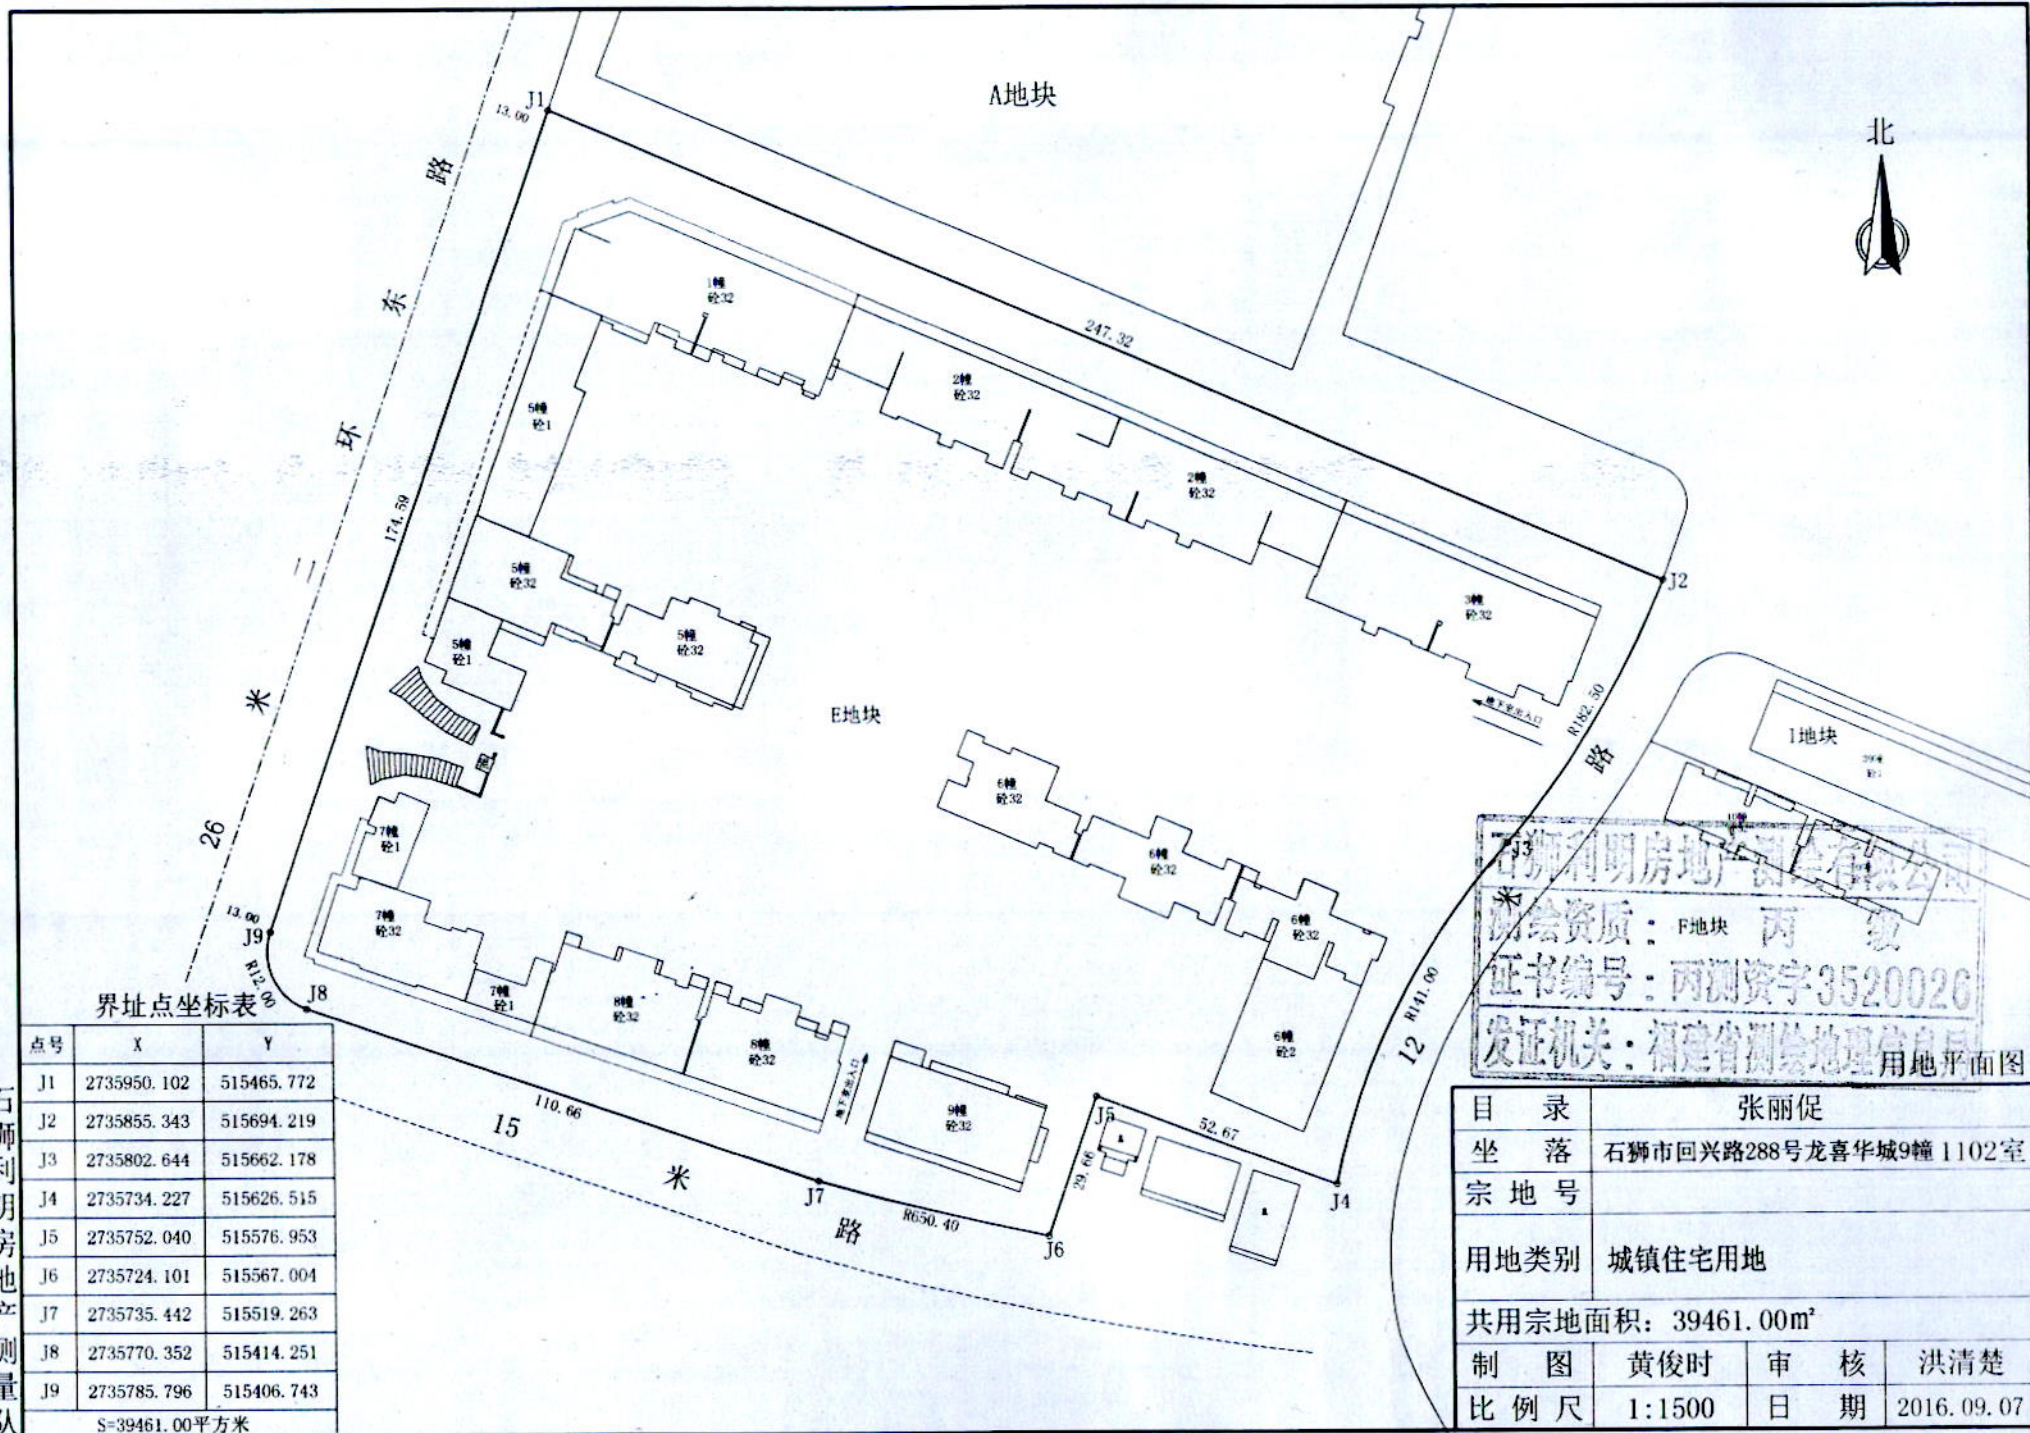 A地块
北
J1
13.00
路
东
环
米
26
174.59
247.32
1幢
砼32
2幢
砼32
2幢
砼32
3幢
砼32
5幢
砼1
5幢
砼32
5幢
砼32
5幢
砼1
E地块
J2
R182.50
地下室出入口
路
I地块
39幢
6幢
砼32
6幢
砼32
6幢
砼32
6幢
砼2
7幢
砼1
7幢
砼32
7幢
砼1
8幢
砼32
8幢
砼32
地下室出入口
9幢
砼32
J3
米
12
R141.00
F地块
石狮利明房地产测绘有限公司
测绘资质:丙 级
证书编号:丙测资字3520026
发证机关:福建省测绘地理信息局
13.00
J9
R12.00
J8
110.66
15
米
路
J7
R650.40
J6
29.66
J5
52.67
J4
界址点坐标表
点号 X Y
J1 2735950.102 515465.772
J2 2735855.343 515694.219
J3 2735802.644 515662.178
J4 2735734.227 515626.515
J5 2735752.040 515576.953
J6 2735724.101 515567.004
J7 2735735.442 515519.263
J8 2735770.352 515414.251
J9 2735785.796 515406.743
S=39461.00平方米
石狮利明房地产测量队
用地平面图
目 录 张丽促
坐 落 石狮市回兴路288号龙喜华城9幢1102室
宗地号
用地类别 城镇住宅用地
共用宗地面积: 39461.00㎡
制 图 黄俊时 审 核 洪清楚
比例尺 1:1500 日 期 2016.09.07